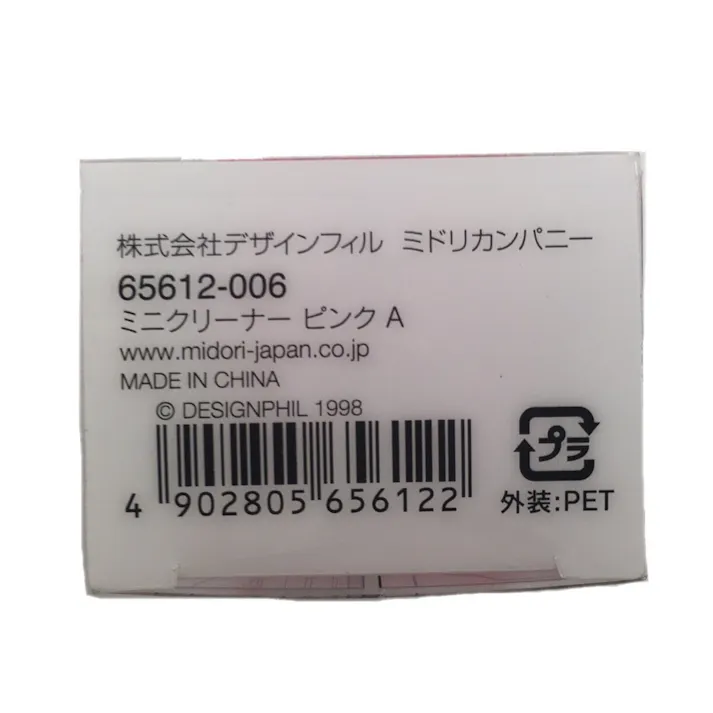 株式会社デザインフィル ミドリカンパニー
65612-006
ミニクリーナー ピンク A
www.midori-japan.co.jp
MADE IN CHINA
© DESIGNPHIL 1998
4 902805 656122
プラ
外装:PET